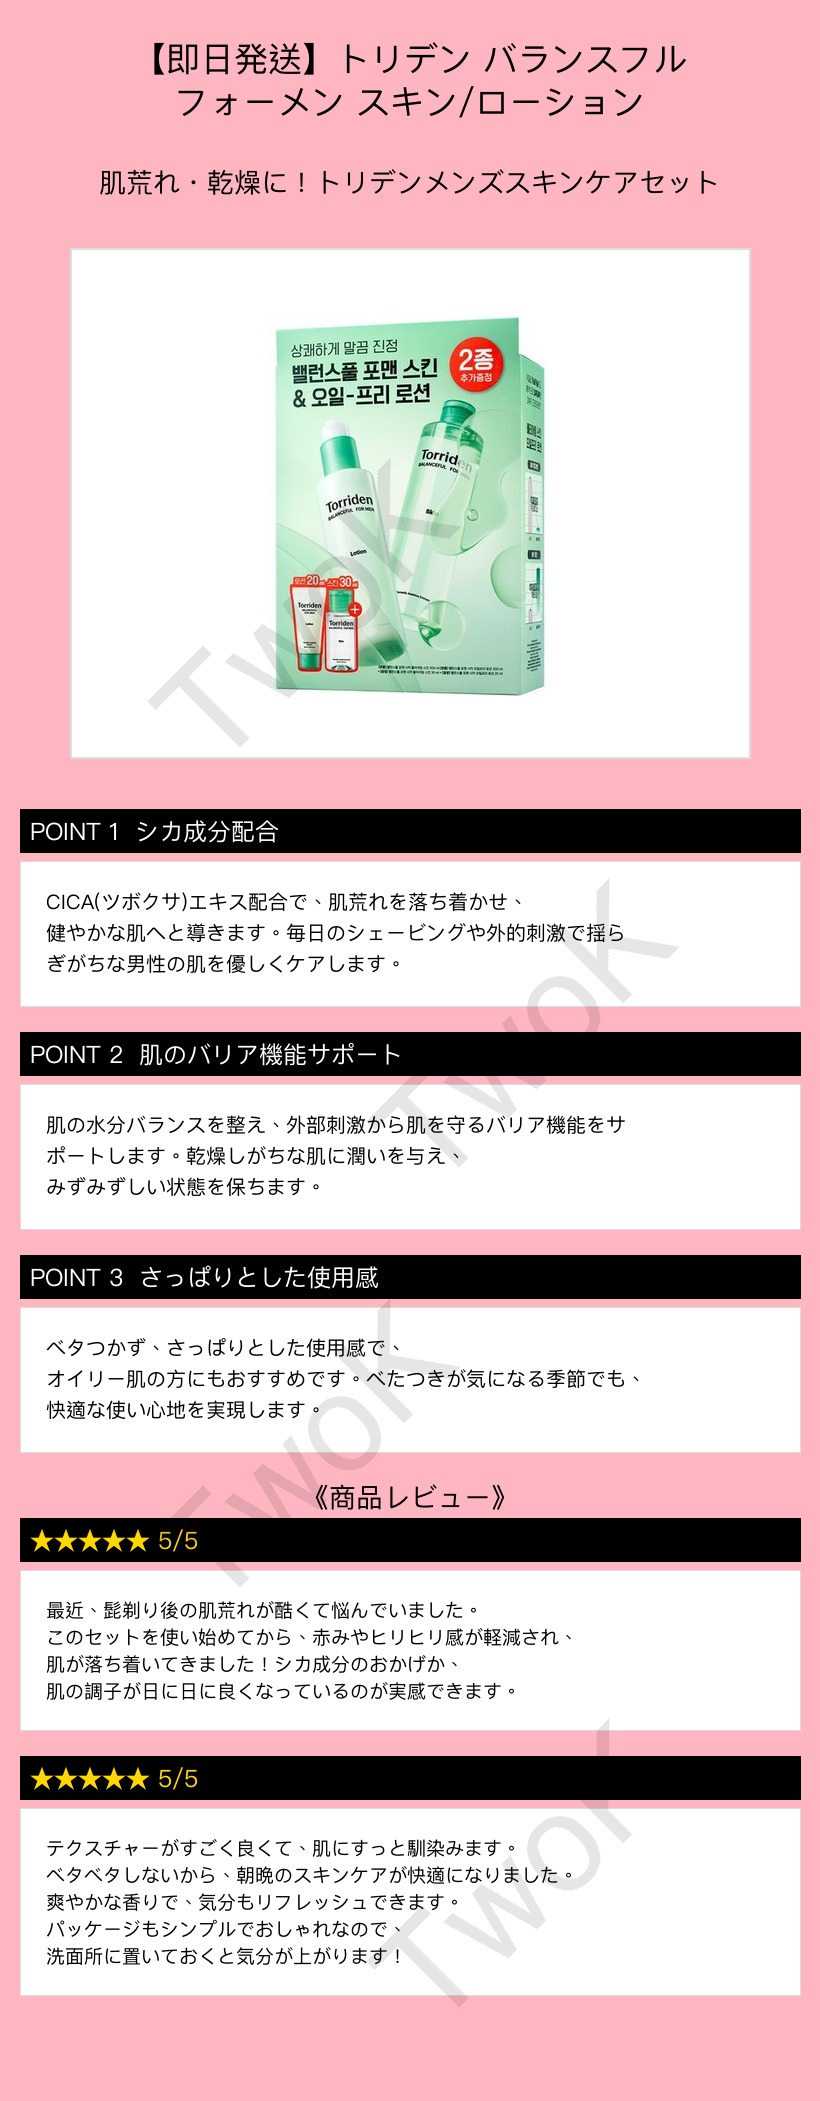 【即日発送】トリデン バランスフル
フォーメン スキン/ローション
肌荒れ・乾燥に！トリデンメンズスキンケアセット
상쾌하게 말끔 진정
밸런스풀 포맨 스킨
& 오일-프리 로션
2종
추가증정
Torriden
BALANCEFUL FOR MEN
Skin
Torriden
BALANCEFUL FOR MEN
Lotion
로션 20ml 스킨 30ml
Torriden
Lotion
+
Torriden
Skin
TwoK
POINT 1 シカ成分配合
CICA(ツボクサ)エキス配合で、肌荒れを落ち着かせ、
健やかな肌へと導きます。毎日のシェービングや外的刺激で揺ら
ぎがちな男性の肌を優しくケアします。
TwoK
POINT 2 肌のバリア機能サポート
肌の水分バランスを整え、外部刺激から肌を守るバリア機能をサ
ポートします。乾燥しがちな肌に潤いを与え、
みずみずしい状態を保ちます。
POINT 3 さっぱりとした使用感
ベタつかず、さっぱりとした使用感で、
オイリー肌の方にもおすすめです。べたつきが気になる季節でも、
快適な使い心地を実現します。
TwoK
《商品レビュー》
★★★★★ 5/5
最近、髭剃り後の肌荒れが酷くて悩んでいました。
このセットを使い始めてから、赤みやヒリヒリ感が軽減され、
肌が落ち着いてきました！シカ成分のおかげか、
肌の調子が日に日に良くなっているのが実感できます。
★★★★★ 5/5
テクスチャーがすごく良くて、肌にすっと馴染みます。
ベタベタしないから、朝晩のスキンケアが快適になりました。
爽やかな香りで、気分もリフレッシュできます。
パッケージもシンプルでおしゃれなので、
洗面所に置いておくと気分が上がります！
TwoK